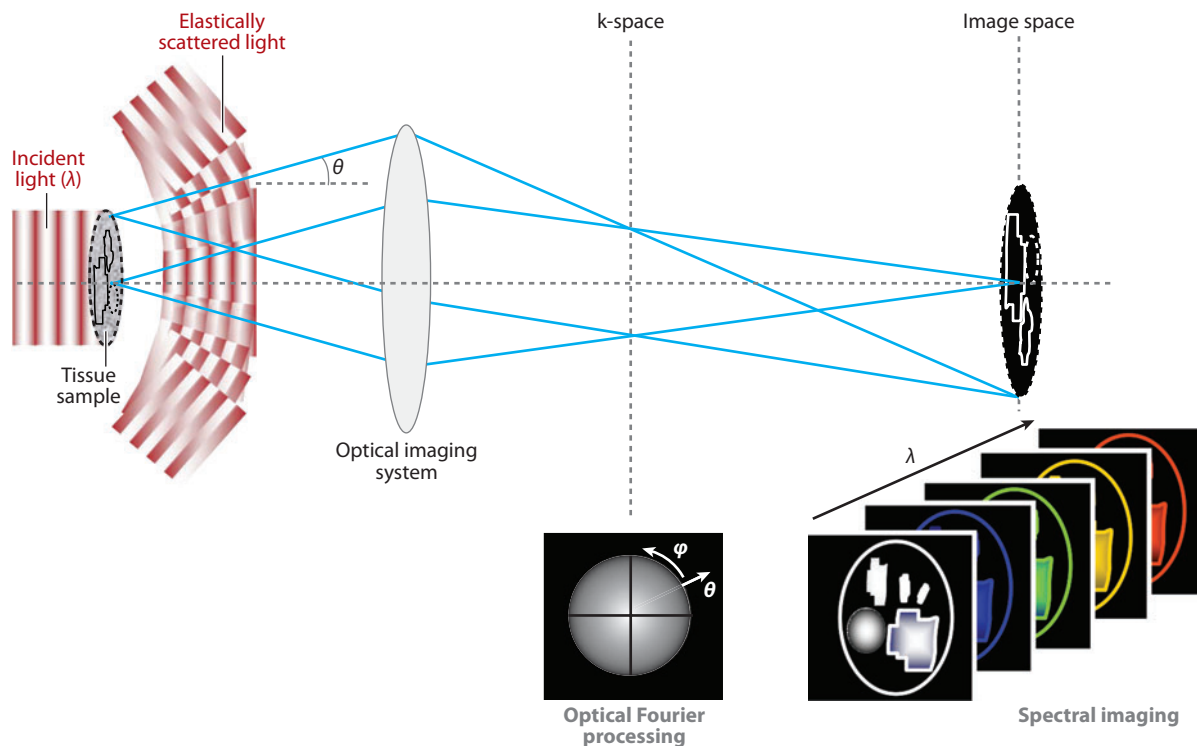 Elastically
scattered light
k-space
Image space
Incident
light (λ)
θ
Tissue
sample
Optical imaging
system
λ
φ
θ
Optical Fourier
processing
Spectral imaging